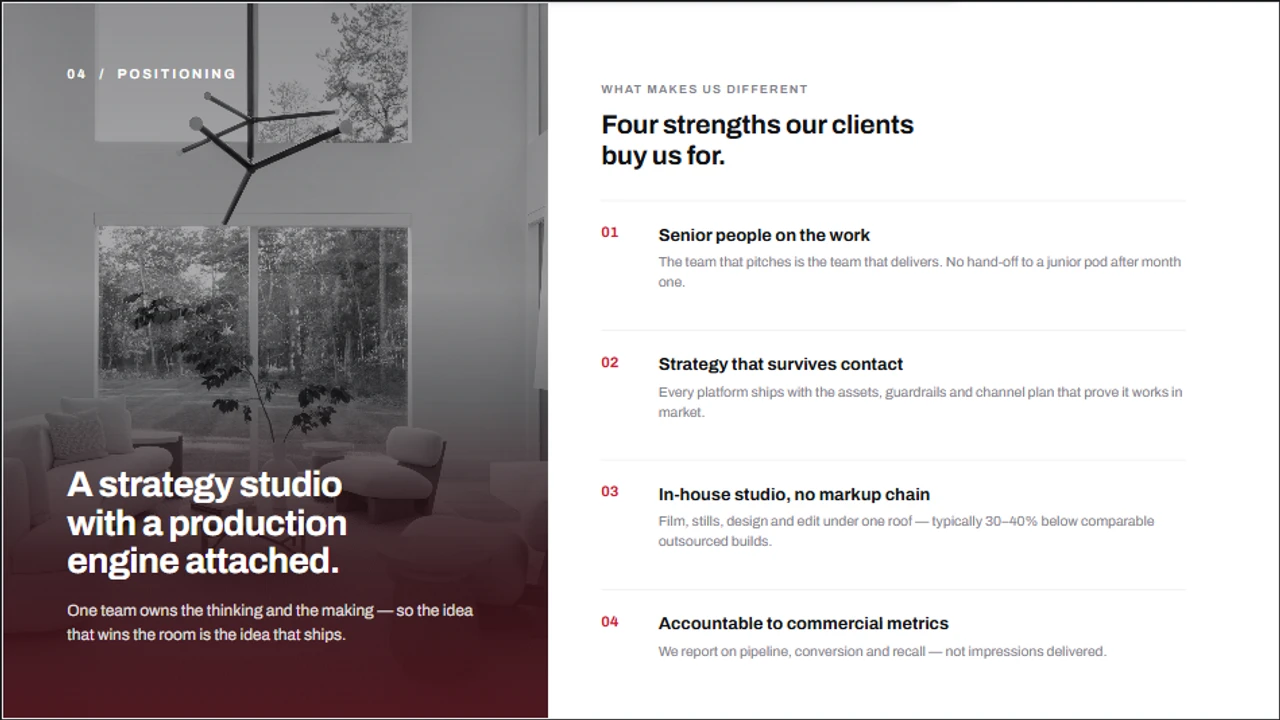 04 / POSITIONING
A strategy studio
with a production
engine attached.
One team owns the thinking and the making — so the idea
that wins the room is the idea that ships.
WHAT MAKES US DIFFERENT
Four strengths our clients
buy us for.
01
Senior people on the work
The team that pitches is the team that delivers. No hand-off to a junior pod after month
one.
02
Strategy that survives contact
Every platform ships with the assets, guardrails and channel plan that prove it works in
market.
03
In-house studio, no markup chain
Film, stills, design and edit under one roof — typically 30–40% below comparable
outsourced builds.
04
Accountable to commercial metrics
We report on pipeline, conversion and recall — not impressions delivered.